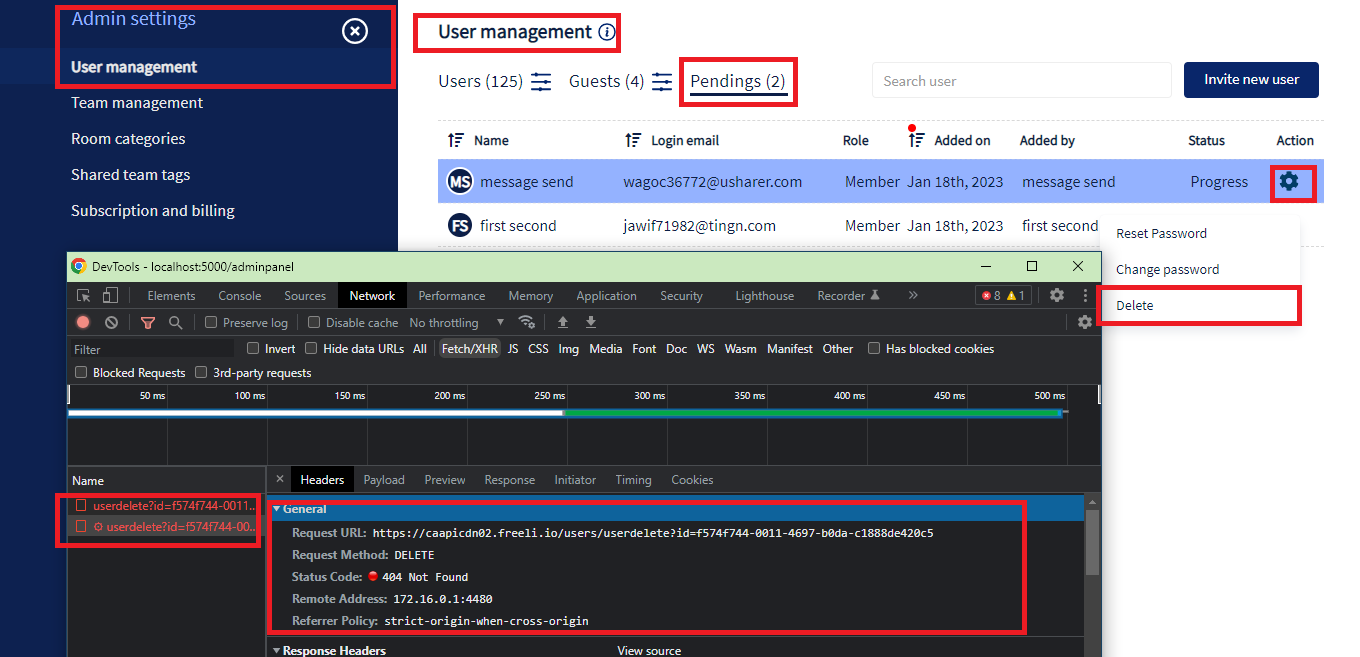 Admin settings
User management
Team management
Room categories
Shared team tags
Subscription and billing
User management
Users (125) Guests (4) Pendings (2) Search user Invite new user
Name Login email Role Added on Added by Status Action
MS message send wagoc36772@usharer.com Member Jan 18th, 2023 message send Progress
FS first second jawif71982@tingn.com Member Jan 18th, 2023 first second
Reset Password
Change password
Delete
DevTools - localhost:5000/adminpanel
Elements Console Sources Network Performance Memory Application Security Lighthouse Recorder 8 1
Preserve log Disable cache No throttling
Filter Invert Hide data URLs All Fetch/XHR JS CSS Img Media Font Doc WS Wasm Manifest Other Has blocked cookies
Blocked Requests 3rd-party requests
50 ms 100 ms 150 ms 200 ms 250 ms 300 ms 350 ms 400 ms 450 ms 500 ms
Name
userdelete?id=f574f744-0011...
userdelete?id=f574f744-00...
Headers Payload Preview Response Initiator Timing Cookies
General
Request URL: https://caapicdn02.freeli.io/users/userdelete?id=f574f744-0011-4697-b0da-c1888de420c5
Request Method: DELETE
Status Code: 404 Not Found
Remote Address: 172.16.0.1:4480
Referrer Policy: strict-origin-when-cross-origin
Response Headers View source